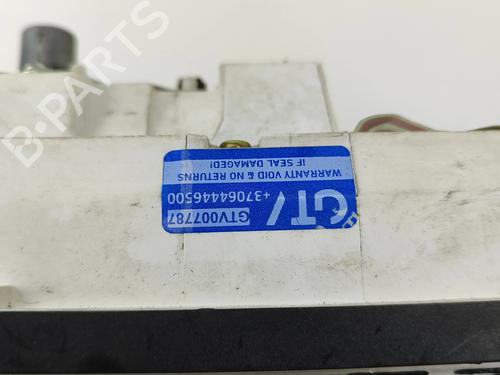 B-PARTS
GTV007787
+37064446500
GTV
WARRANTY VOID & NO RETURNS
IF SEAL DAMAGED!